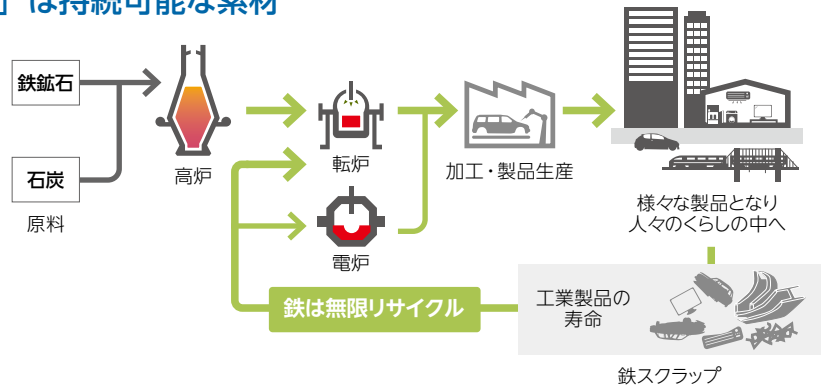 」は持続可能な素材
鉄鉱石
石炭
原料
高炉
転炉
電炉
加工・製品生産
様々な製品となり
人々のくらしの中へ
工業製品の
寿命
鉄スクラップ
鉄は無限リサイクル